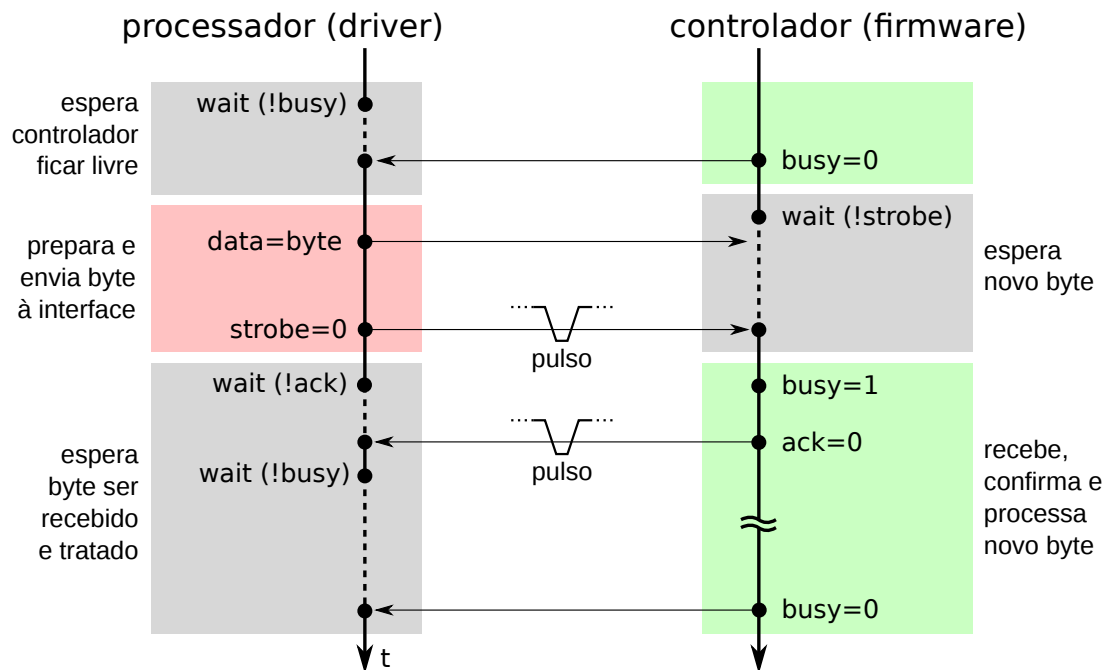 processador (driver)
controlador (firmware)
espera
controlador
ficar livre
wait (!busy)
busy=0
wait (!strobe)
prepara e
envia byte
à interface
data=byte
espera
novo byte
strobe=0
pulso
wait (!ack)
busy=1
ack=0
pulso
espera
byte ser
recebido
e tratado
wait (!busy)
recebe,
confirma e
processa
novo byte
busy=0
t